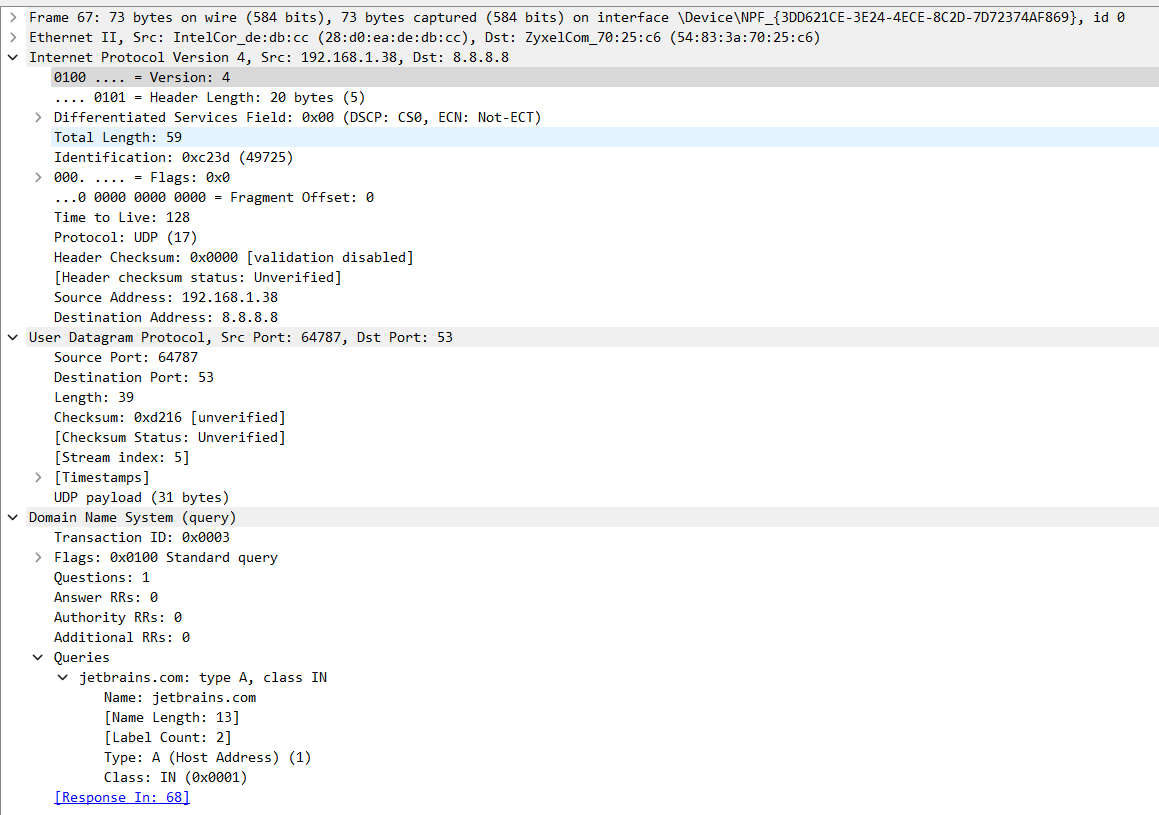 Frame 67: 73 bytes on wire (584 bits), 73 bytes captured (584 bits) on interface \Device\NPF_{3DD621CE-3E24-4ECE-8C2D-7D72374AF869}, id 0
Ethernet II, Src: IntelCor_de:db:cc (28:d0:ea:de:db:cc), Dst: ZyxelCom_70:25:c6 (54:83:3a:70:25:c6)
Internet Protocol Version 4, Src: 192.168.1.38, Dst: 8.8.8.8
0100 .... = Version: 4
.... 0101 = Header Length: 20 bytes (5)
Differentiated Services Field: 0x00 (DSCP: CS0, ECN: Not-ECT)
Total Length: 59
Identification: 0xc23d (49725)
000. .... = Flags: 0x0
...0 0000 0000 0000 = Fragment Offset: 0
Time to Live: 128
Protocol: UDP (17)
Header Checksum: 0x0000 [validation disabled]
[Header checksum status: Unverified]
Source Address: 192.168.1.38
Destination Address: 8.8.8.8
User Datagram Protocol, Src Port: 64787, Dst Port: 53
Source Port: 64787
Destination Port: 53
Length: 39
Checksum: 0xd216 [unverified]
[Checksum Status: Unverified]
[Stream index: 5]
[Timestamps]
UDP payload (31 bytes)
Domain Name System (query)
Transaction ID: 0x0003
Flags: 0x0100 Standard query
Questions: 1
Answer RRs: 0
Authority RRs: 0
Additional RRs: 0
Queries
jetbrains.com: type A, class IN
Name: jetbrains.com
[Name Length: 13]
[Label Count: 2]
Type: A (Host Address) (1)
Class: IN (0x0001)
[Response In: 68]